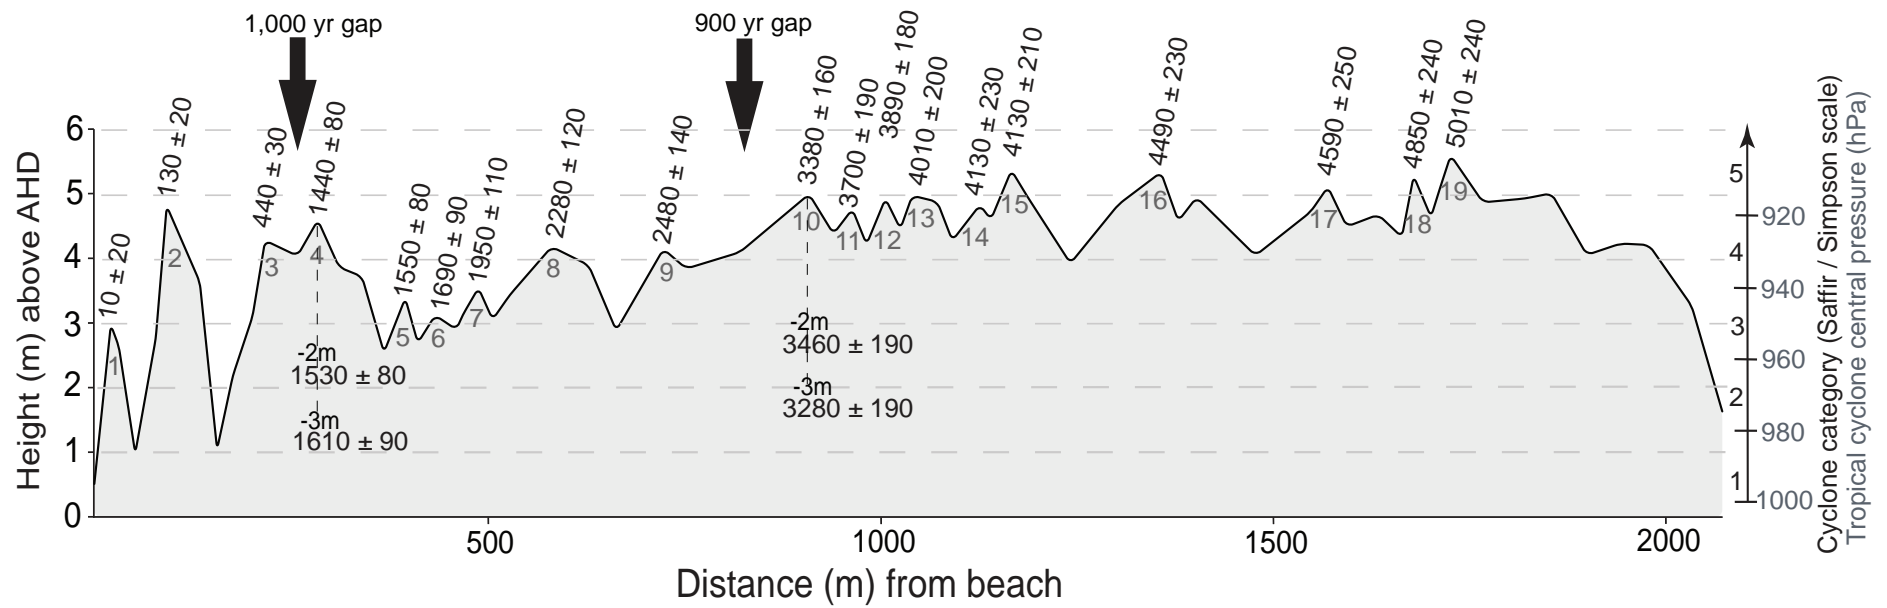 1,000 yr gap
900 yr gap
10 ± 20
130 ± 20
440 ± 30
1440 ± 80
1550 ± 80
1690 ± 90
1950 ± 110
2280 ± 120
2480 ± 140
3380 ± 160
3700 ± 190
3890 ± 180
4010 ± 200
4130 ± 230
4130 ± 210
4490 ± 230
4590 ± 250
4850 ± 240
5010 ± 240
1
2
3
4
5
6
7
8
9
10
11
12
13
14
15
16
17
18
19
-2m
1530 ± 80
-3m
1610 ± 90
-2m
3460 ± 190
-3m
3280 ± 190
Height (m) above AHD
6
5
4
3
2
1
0
500
1000
1500
2000
Distance (m) from beach
5
4
3
2
1
920
940
960
980
1000
Cyclone category (Saffir / Simpson scale)
Tropical cyclone central pressure (hPa)